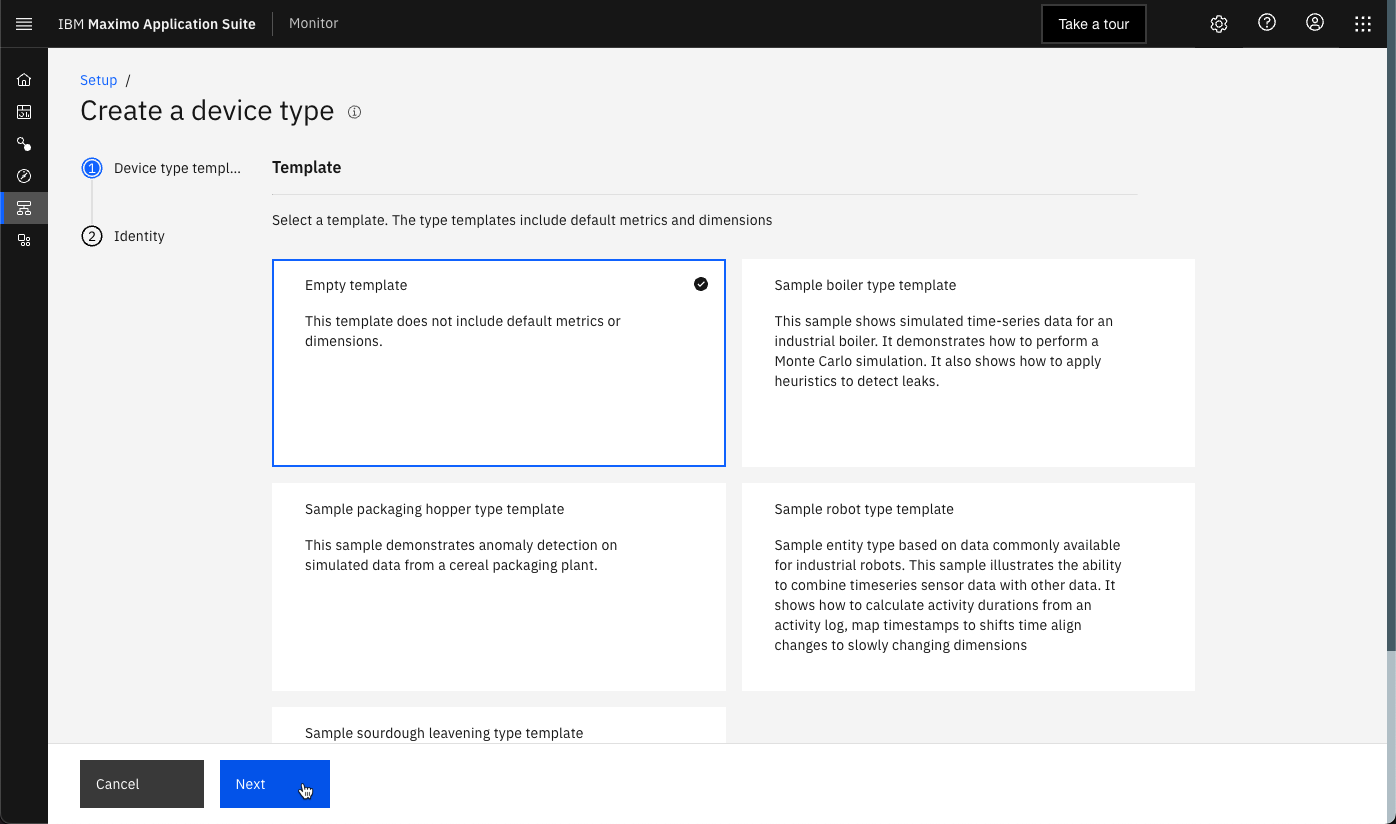 IBM Maximo Application Suite
Monitor
Take a tour
Setup /
Create a device type
1 Device type templ...
2 Identity
Template
Select a template. The type templates include default metrics and dimensions
Empty template
This template does not include default metrics or
dimensions.
Sample boiler type template
This sample shows simulated time-series data for an
industrial boiler. It demonstrates how to perform a
Monte Carlo simulation. It also shows how to apply
heuristics to detect leaks.
Sample packaging hopper type template
This sample demonstrates anomaly detection on
simulated data from a cereal packaging plant.
Sample robot type template
Sample entity type based on data commonly available
for industrial robots. This sample illustrates the ability
to combine timeseries sensor data with other data. It
shows how to calculate activity durations from an
activity log, map timestamps to shifts time align
changes to slowly changing dimensions
Sample sourdough leavening type template
Cancel
Next